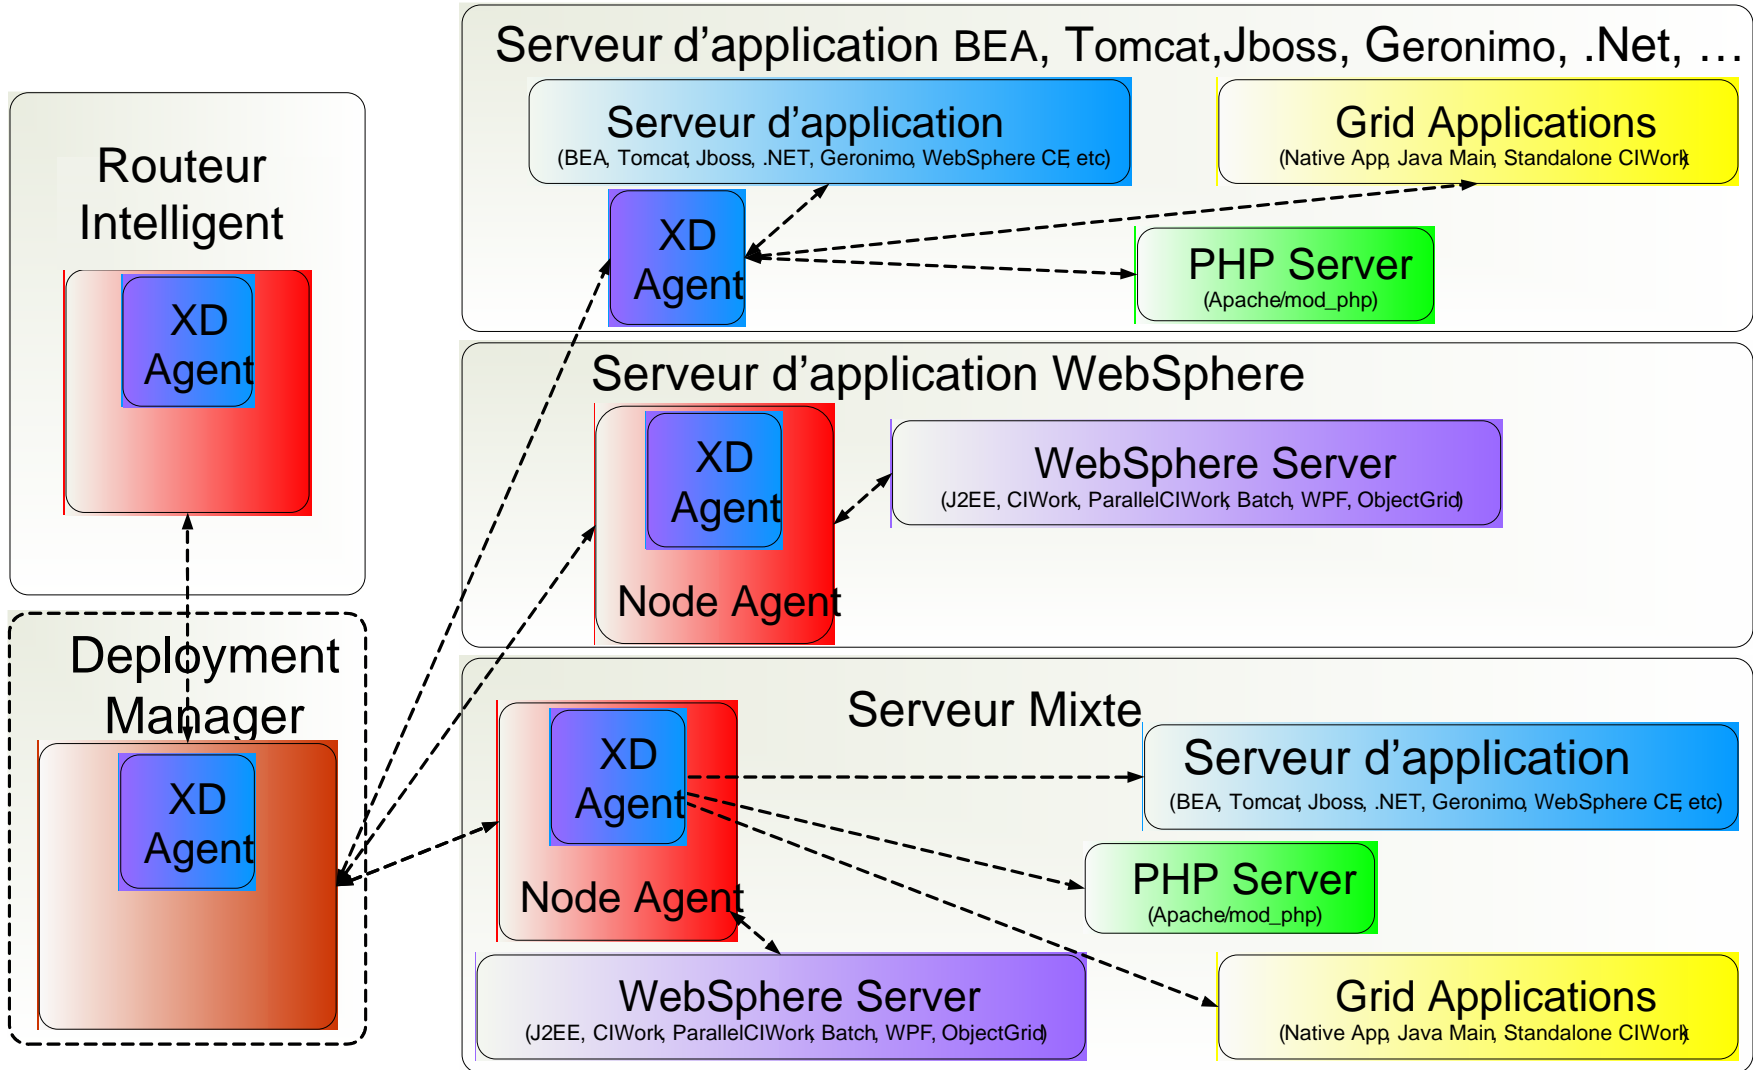 Serveur d'application BEA, Tomcat,Jboss, Geronimo, .Net, …
Serveur d'application
(BEA, Tomcat, Jboss, .NET, Geronimo, WebSphere CE, etc)
Grid Applications
(Native App, Java Main, Standalone CIWork)
XD
Agent
PHP Server
(Apache/mod_php)
Routeur
Intelligent
XD
Agent
Serveur d'application WebSphere
XD
Agent
Node Agent
WebSphere Server
(J2EE, CIWork, ParallelCIWork, Batch, WPF, ObjectGrid)
Deployment
Manager
XD
Agent
Serveur Mixte
XD
Agent
Node Agent
Serveur d'application
(BEA, Tomcat, Jboss, .NET, Geronimo, WebSphere CE, etc)
PHP Server
(Apache/mod_php)
WebSphere Server
(J2EE, CIWork, ParallelCIWork, Batch, WPF, ObjectGrid)
Grid Applications
(Native App, Java Main, Standalone CIWork)